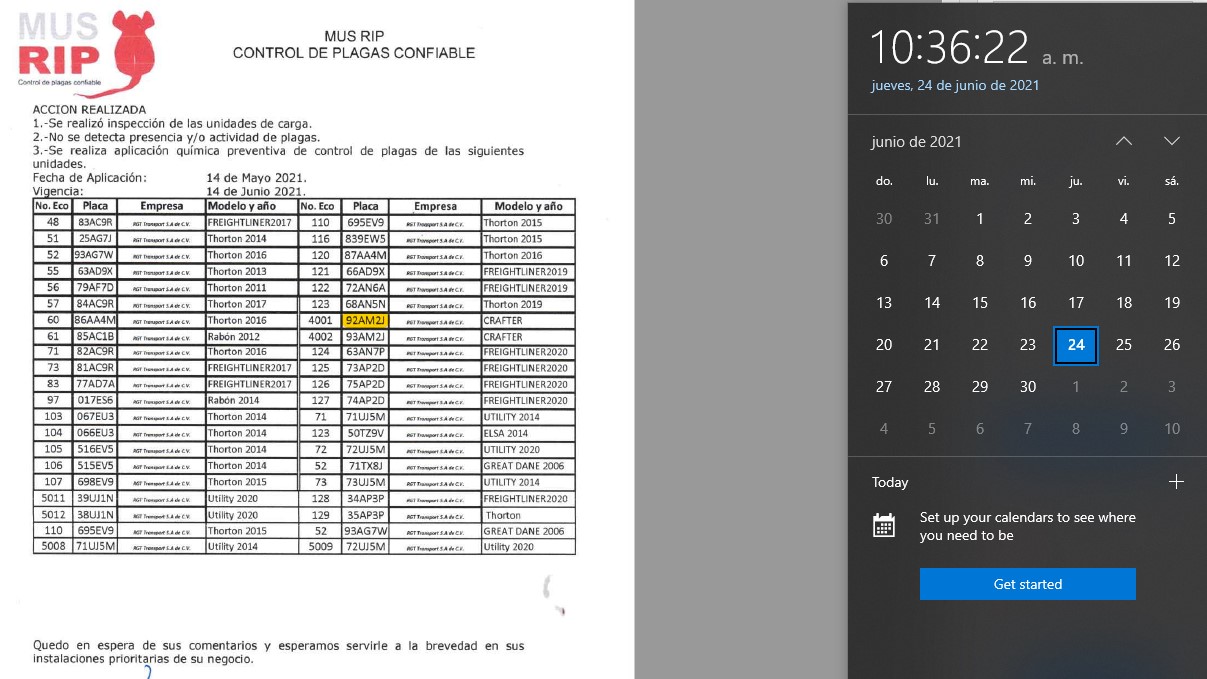 MUS
RIP
Control de plagas confiable
MUS RIP
CONTROL DE PLAGAS CONFIABLE
ACCION REALIZADA
1.-Se realizó inspección de las unidades de carga.
2.-No se detecta presencia y/o actividad de plagas.
3.-Se realiza aplicación química preventiva de control de plagas de las siguientes
unidades.
Fecha de Aplicación: 14 de Mayo 2021.
Vigencia: 14 de Junio 2021.
No. Eco Placa Empresa Modelo y año No. Eco Placa Empresa Modelo y año
48 83AC9R RGT Transport S.A de C.V. FREIGHTLINER2017 110 695EV9 RGT Transport S.A de C.V. Thorton 2015
51 25AG7J RGT Transport S.A de C.V. Thorton 2014 116 839EW5 RGT Transport S.A de C.V. Thorton 2015
52 93AG7W RGT Transport S.A de C.V. Thorton 2016 120 87AA4M RGT Transport S.A de C.V. Thorton 2016
55 63AD9X RGT Transport S.A de C.V. Thorton 2013 121 66AD9X RGT Transport S.A de C.V. FREIGHTLINER2019
56 79AF7D RGT Transport S.A de C.V. Thorton 2011 122 72AN6A RGT Transport S.A de C.V. FREIGHTLINER2019
57 84AC9R RGT Transport S.A de C.V. Thorton 2017 123 68AN5N RGT Transport S.A de C.V. Thorton 2019
60 86AA4M RGT Transport S.A de C.V. Thorton 2016 4001 92AM2J RGT Transport S.A de C.V. CRAFTER
61 85AC1B RGT Transport S.A de C.V. Rabón 2012 4002 93AM2J RGT Transport S.A de C.V. CRAFTER
71 82AC9R RGT Transport S.A de C.V. Thorton 2016 124 63AN7P RGT Transport S.A de C.V. FREIGHTLINER2020
73 81AC9R RGT Transport S.A de C.V. FREIGHTLINER2017 125 73AP2D RGT Transport S.A de C.V. FREIGHTLINER2020
83 77AD7A RGT Transport S.A de C.V. FREIGHTLINER2017 126 75AP2D RGT Transport S.A de C.V. FREIGHTLINER2020
97 017ES6 RGT Transport S.A de C.V. Rabón 2014 127 74AP2D RGT Transport S.A de C.V. FREIGHTLINER2020
103 067EU3 RGT Transport S.A de C.V. Thorton 2014 71 71UJ5M RGT Transport S.A de C.V. UTILITY 2014
104 066EU3 RGT Transport S.A de C.V. Thorton 2014 123 50TZ9V RGT Transport S.A de C.V. ELSA 2014
105 516EV5 RGT Transport S.A de C.V. Thorton 2014 72 72UJ5M RGT Transport S.A de C.V. UTILITY 2020
106 515EV5 RGT Transport S.A de C.V. Thorton 2014 52 71TX8J RGT Transport S.A de C.V. GREAT DANE 2006
107 698EV9 RGT Transport S.A de C.V. Thorton 2015 73 73UJ5M RGT Transport S.A de C.V. UTILITY 2014
5011 39UJ1N RGT Transport S.A de C.V. Utility 2020 128 34AP3P RGT Transport S.A de C.V. FREIGHTLINER2020
5012 38UJ1N RGT Transport S.A de C.V. Utility 2020 129 35AP3P RGT Transport S.A de C.V. Thorton
110 695EV9 RGT Transport S.A de C.V. Thorton 2015 52 93AG7W RGT Transport S.A de C.V. GREAT DANE 2006
5008 71UJ5M RGT Transport S.A de C.V. Utility 2014 5009 72UJ5M RGT Transport S.A de C.V. Utility 2020
Quedo en espera de sus comentarios y esperamos servirle a la brevedad en sus
instalaciones prioritarias de su negocio.
10:36:22 a. m.
jueves, 24 de junio de 2021
junio de 2021
do. lu. ma. mi. ju. vi. sá.
30 31 1 2 3 4 5
6 7 8 9 10 11 12
13 14 15 16 17 18 19
20 21 22 23 24 25 26
27 28 29 30 1 2 3
4 5 6 7 8 9 10
Today
Set up your calendars to see where
you need to be
Get started